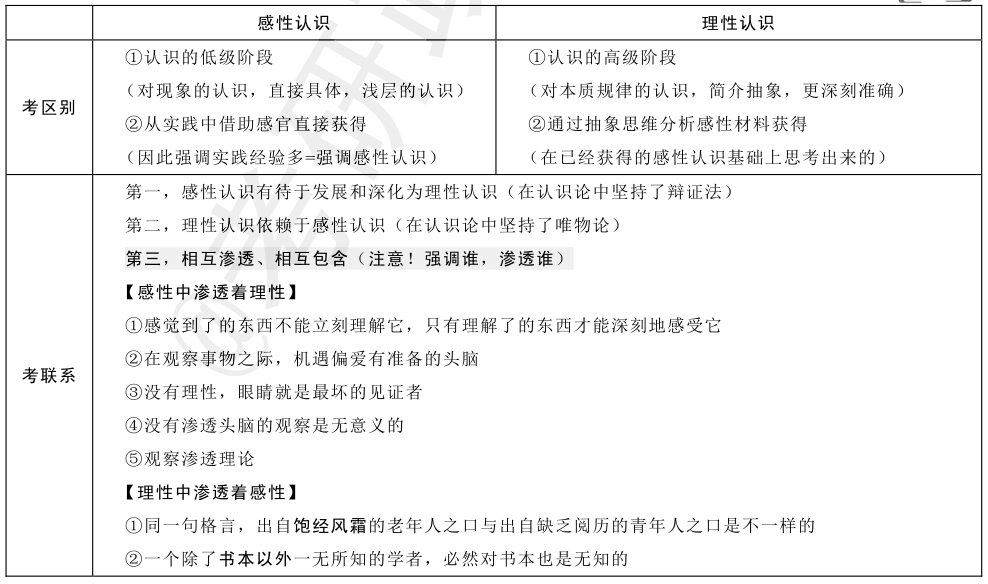 感性认识 理性认识
考区别
①认识的低级阶段
（对现象的认识，直接具体，浅层的认识）
②从实践中借助感官直接获得
（因此强调实践经验多=强调感性认识）
①认识的高级阶段
（对本质规律的认识，简介抽象，更深刻准确）
②通过抽象思维分析感性材料获得
（在已经获得的感性认识基础上思考出来的）
考联系
第一，感性认识有待于发展和深化为理性认识（在认识论中坚持了辩证法）
第二，理性认识依赖于感性认识（在认识论中坚持了唯物论）
第三，相互渗透、相互包含（注意！强调谁，渗透谁）
【感性中渗透着理性】
①感觉到了的东西不能立刻理解它，只有理解了的东西才能深刻地感受它
②在观察事物之际，机遇偏爱有准备的头脑
③没有理性，眼睛就是最坏的见证者
④没有渗透头脑的观察是无意义的
⑤观察渗透理论
【理性中渗透着感性】
①同一句格言，出自饱经风霜的老年人之口与出自缺乏阅历的青年人之口是不一样的
②一个除了书本以外一无所知的学者，必然对书本也是无知的